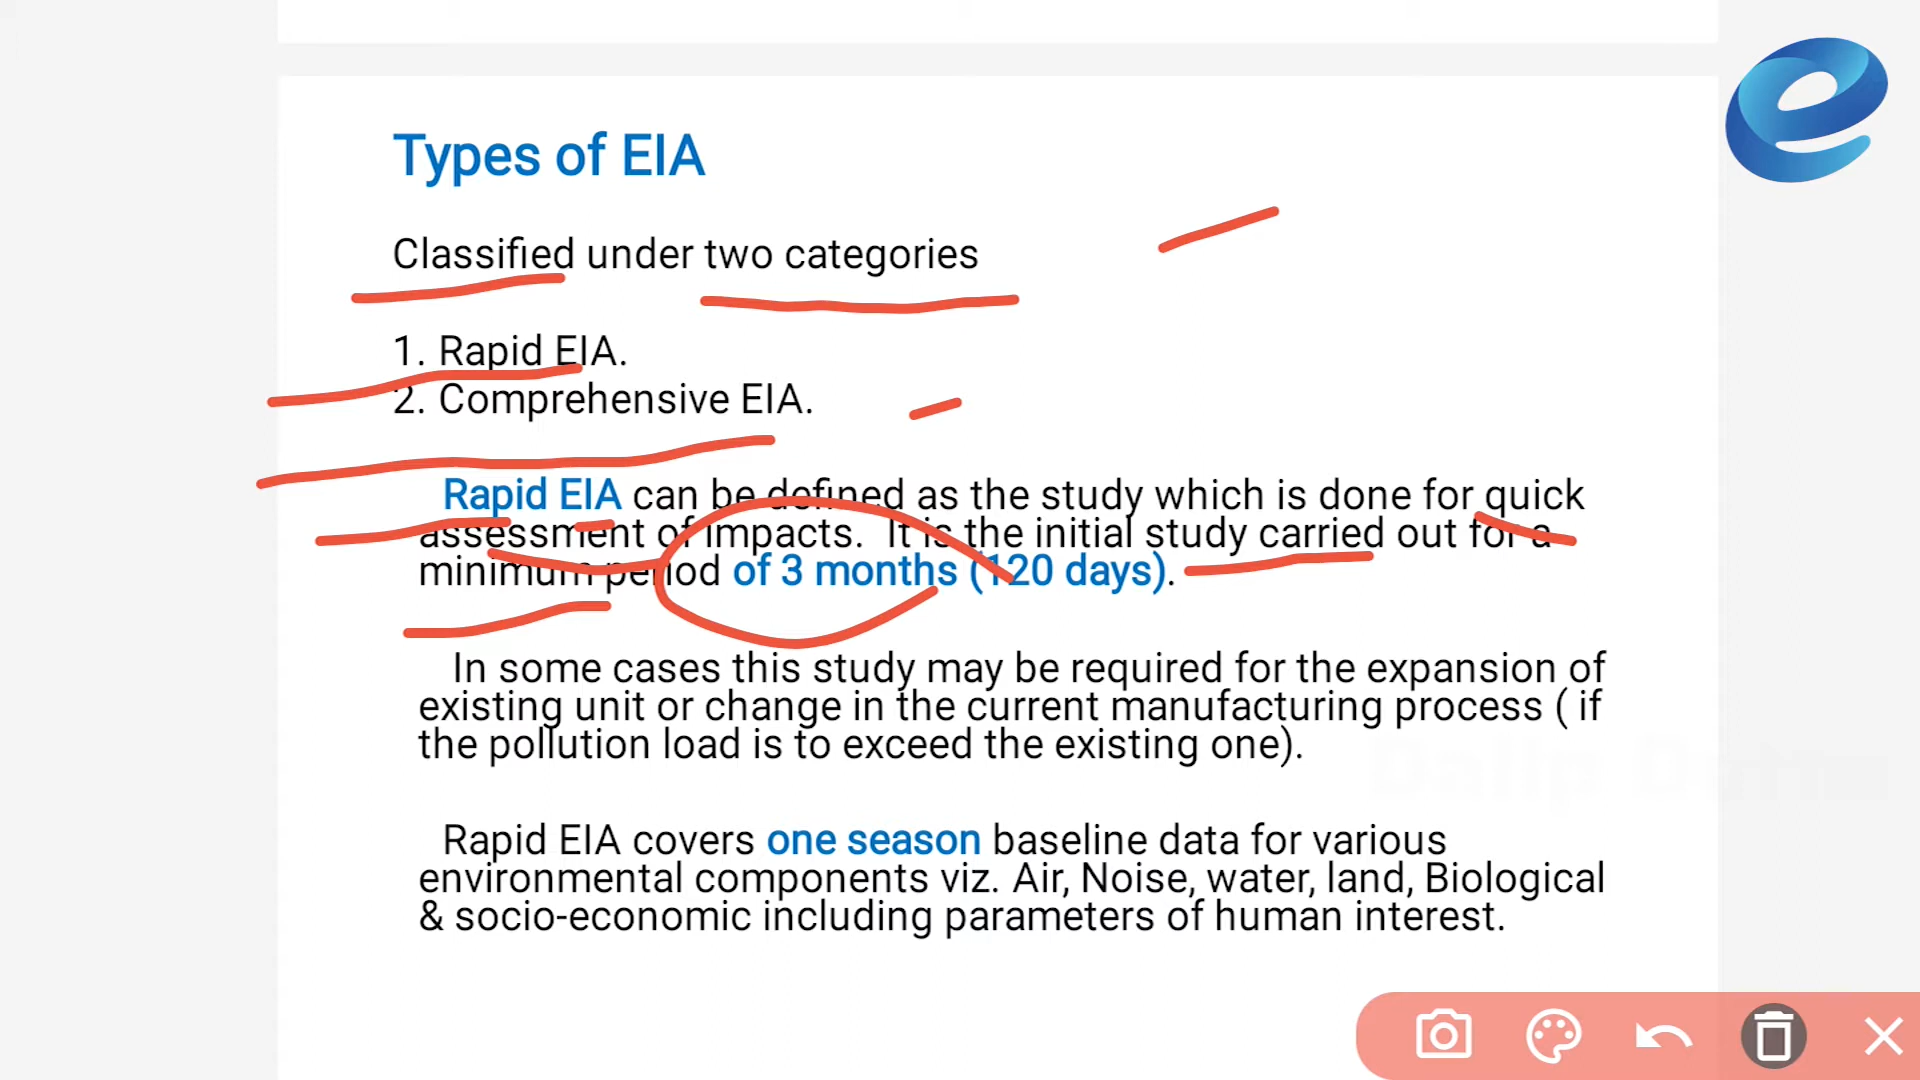 Types of EIA
Classified under two categories
1. Rapid EIA.
2. Comprehensive EIA.
Rapid EIA can be defined as the study which is done for quick
assessment of impacts. It is the initial study carried out for a
minimum period of 3 months (120 days).
In some cases this study may be required for the expansion of
existing unit or change in the current manufacturing process ( if
the pollution load is to exceed the existing one).
Rapid EIA covers one season baseline data for various
environmental components viz. Air, Noise, water, land, Biological
& socio-economic including parameters of human interest.